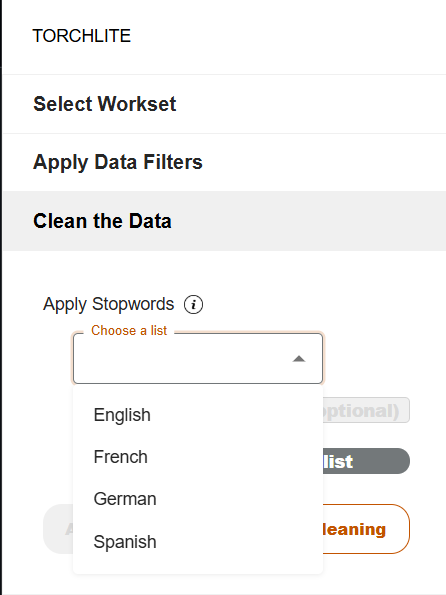 TORCHLITE
Select Workset
Apply Data Filters
Clean the Data
Apply Stopwords
Choose a list
English
optional)
French
list
German
leaning
Spanish